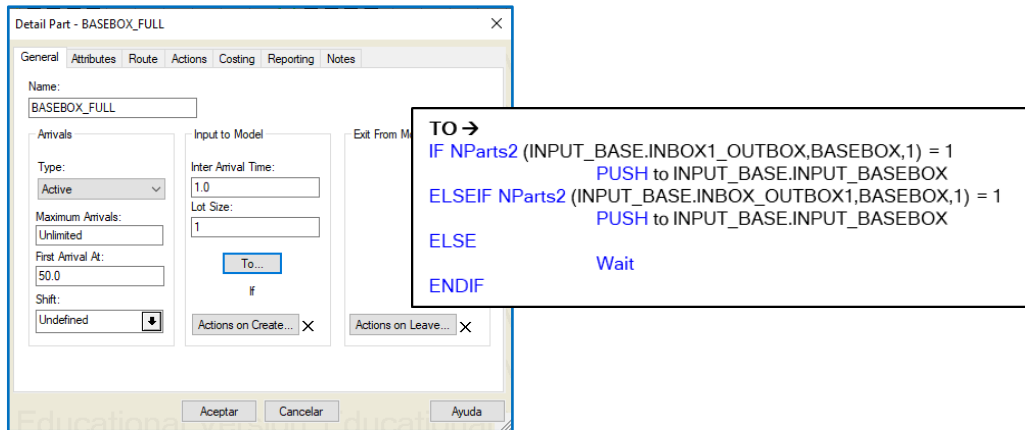 Detail Part - BASEBOX_FULL
General Attributes Route Actions Costing Reporting Notes
Name:
BASEBOX_FULL
Arrivals
Type:
Active
Maximum Arrivals:
Unlimited
First Arrival At:
50.0
Shift:
Undefined
Input to Model
Inter Arrival Time:
1.0
Lot Size:
1
To...
If
Actions on Create...
Exit From M
Actions on Leave...
Aceptar Cancelar Ayuda
Educational Version Educational
TO →
IF NParts2 (INPUT_BASE.INBOX1_OUTBOX,BASEBOX,1) = 1
PUSH to INPUT_BASE.INPUT_BASEBOX
ELSEIF NParts2 (INPUT_BASE.INBOX_OUTBOX1,BASEBOX,1) = 1
PUSH to INPUT_BASE.INPUT_BASEBOX
ELSE
Wait
ENDIF